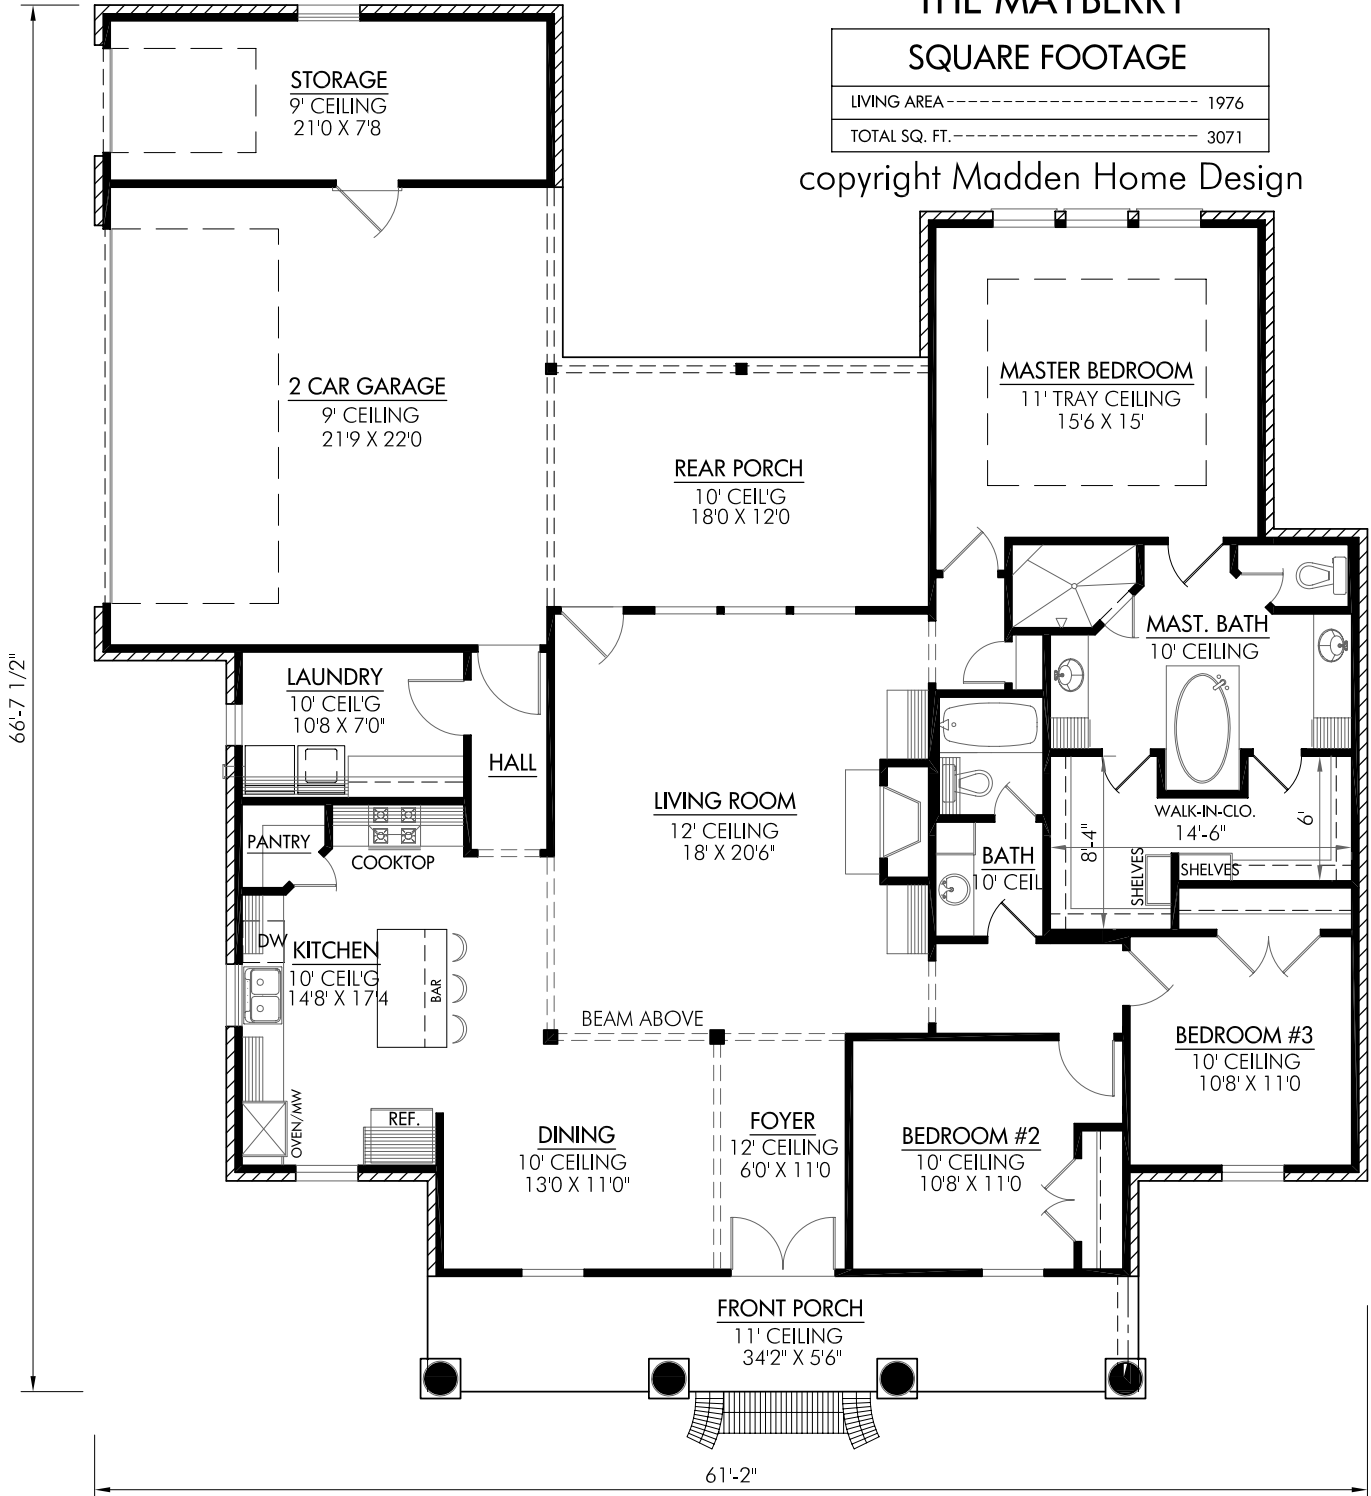 THE MAYBERRY
SQUARE FOOTAGE
LIVING AREA 1976
TOTAL SQ. FT. 3071
copyright Madden Home Design
STORAGE
9' CEILING
21'0 X 7'8
2 CAR GARAGE
9' CEILING
21'9 X 22'0
MASTER BEDROOM
11' TRAY CEILING
15'6 X 15'
REAR PORCH
10' CEIL'G
18'0 X 12'0
MAST. BATH
10' CEILING
66'-7 1/2"
LAUNDRY
10' CEIL'G
10'8 X 7'0"
HALL
LIVING ROOM
12' CEILING
18' X 20'6"
WALK-IN-CLO.
14'-6"
8'-4"
6'
SHELVES
SHELVES
PANTRY
COOKTOP
BATH
10' CEIL
DW
KITCHEN
10' CEIL'G
14'8' X 17'4
BAR
BEAM ABOVE
BEDROOM #3
10' CEILING
10'8' X 11'0
OVEN/MW
REF.
DINING
10' CEILING
13'0 X 11'0"
FOYER
12' CEILING
6'0' X 11'0
BEDROOM #2
10' CEILING
10'8' X 11'0
FRONT PORCH
11' CEILING
34'2" X 5'6"
61'-2"